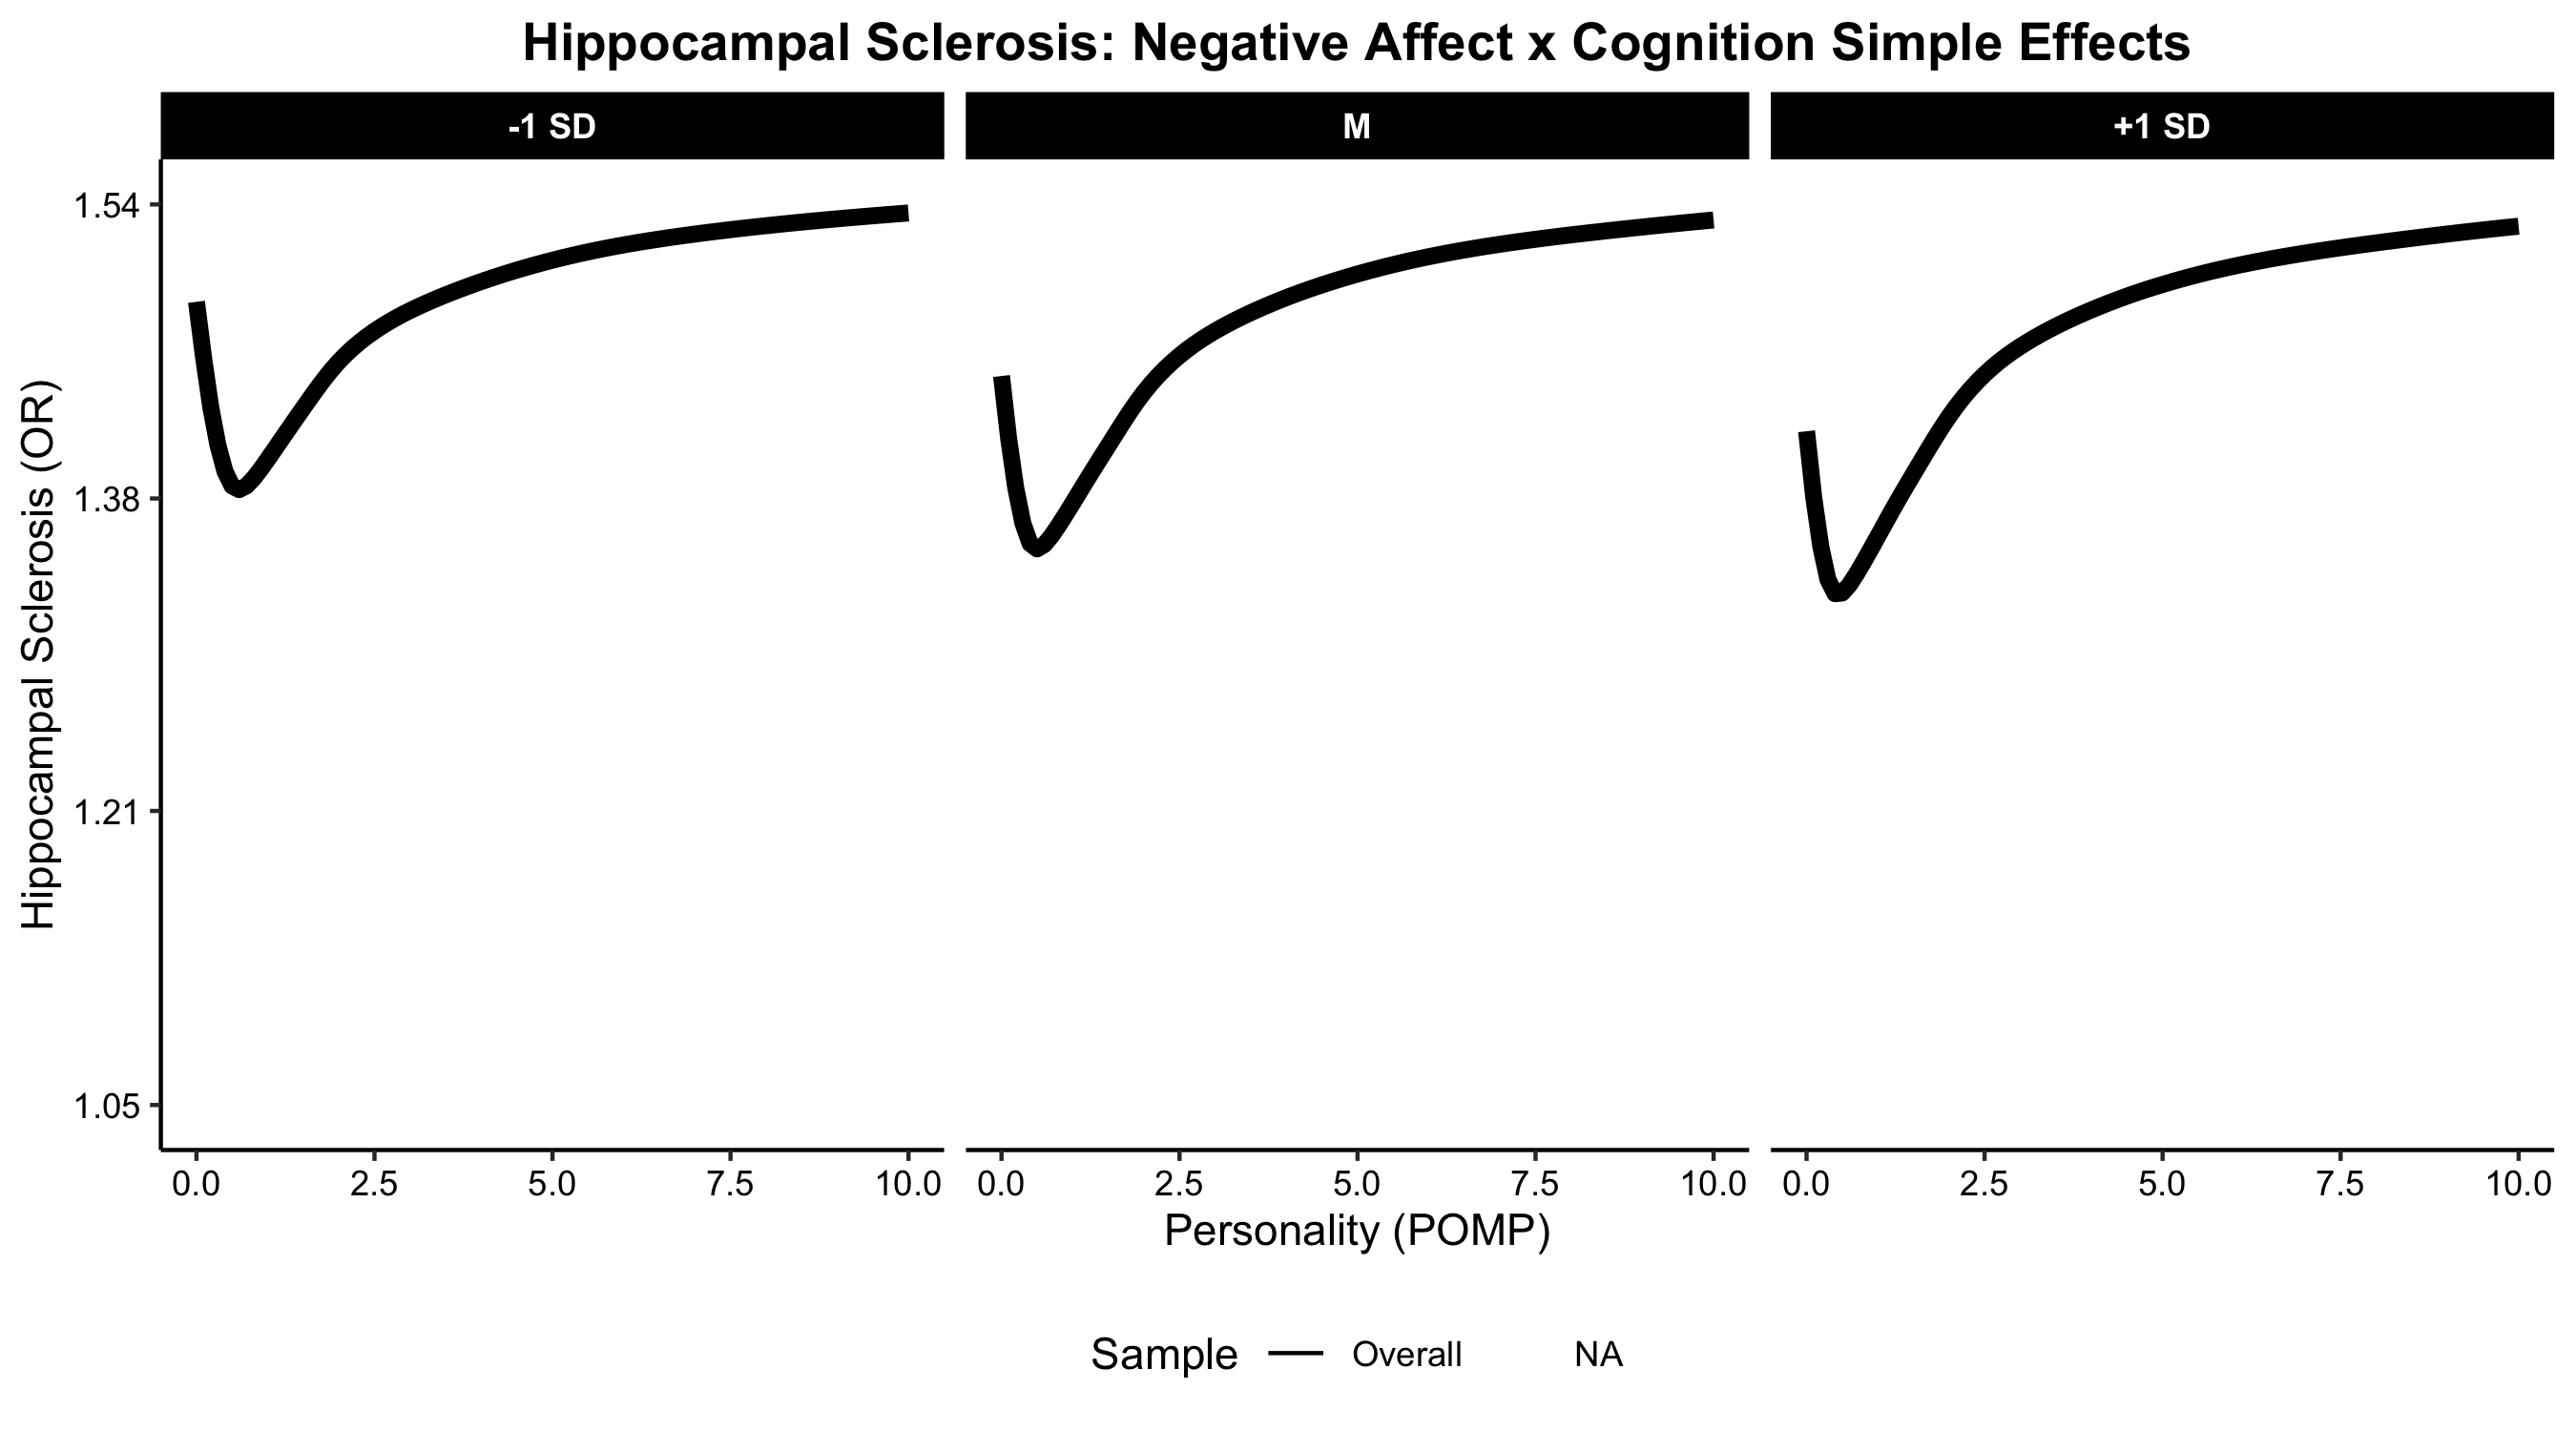 Hippocampal Sclerosis: Negative Affect x Cognition Simple Effects
-1 SD M +1 SD
Hippocampal Sclerosis (OR)
1.54
1.38
1.21
1.05
0.0 2.5 5.0 7.5 10.0 0.0 2.5 5.0 7.5 10.0 0.0 2.5 5.0 7.5 10.0
Personality (POMP)
Sample Overall NA